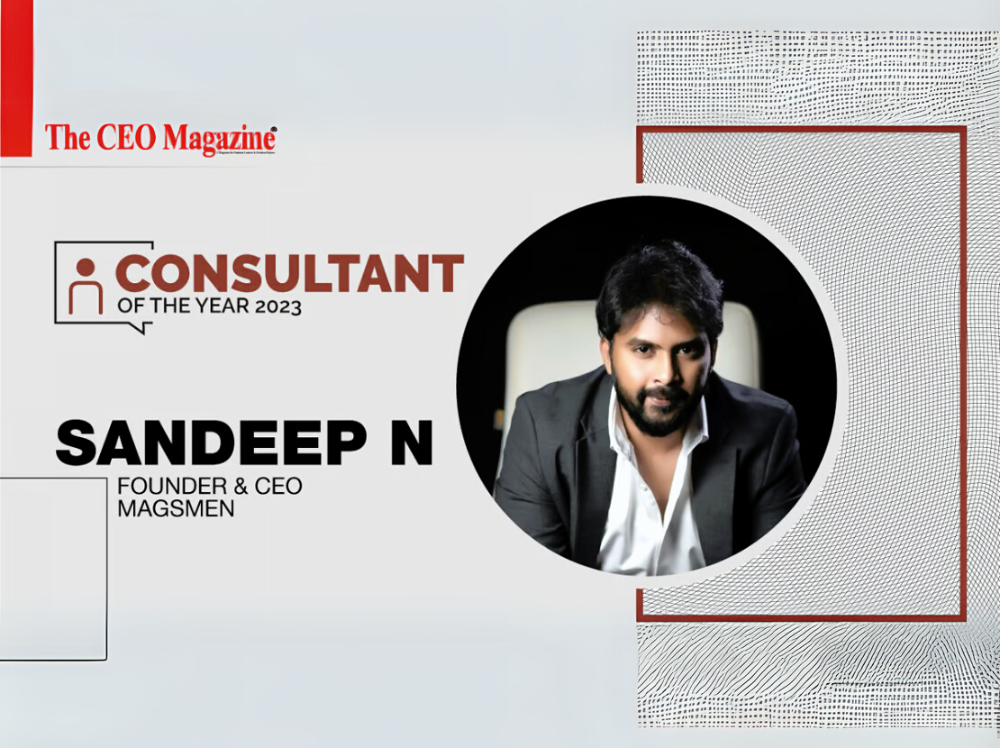 The CEO Magazine
CONSULTANT
OF THE YEAR 2023
SANDEEP N
FOUNDER & CEO
MAGSMEN